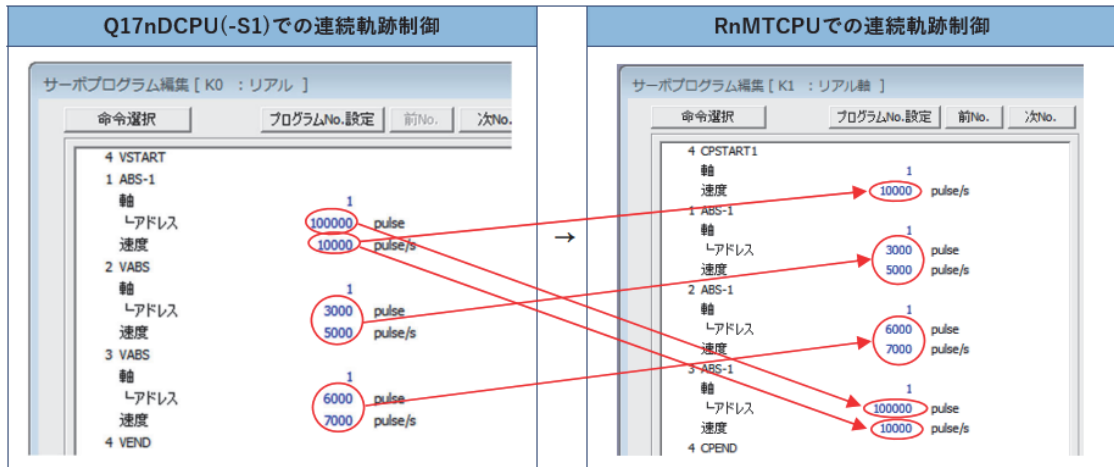 Q17nDCPU(-S1)での連続軌跡制御
サーボプログラム編集 [ K0 : リアル ]
命令選択 プログラムNo.設定 前No. 次No.
4 VSTART
1 ABS-1
軸 1
┗アドレス 100000 pulse
速度 10000 pulse/s
2 VABS
軸 1
┗アドレス 3000 pulse
速度 5000 pulse/s
3 VABS
軸 1
┗アドレス 6000 pulse
速度 7000 pulse/s
4 VEND
→
RnMTCPUでの連続軌跡制御
サーボプログラム編集 [ K1 : リアル軸 ]
命令選択 プログラムNo.設定 前No. 次No.
4 CPSTART1
軸 1
速度 10000 pulse/s
1 ABS-1
軸 1
┗アドレス 3000 pulse
速度 5000 pulse/s
2 ABS-1
軸 1
┗アドレス 6000 pulse
速度 7000 pulse/s
3 ABS-1
軸 1
┗アドレス 100000 pulse
速度 10000 pulse/s
4 CPEND